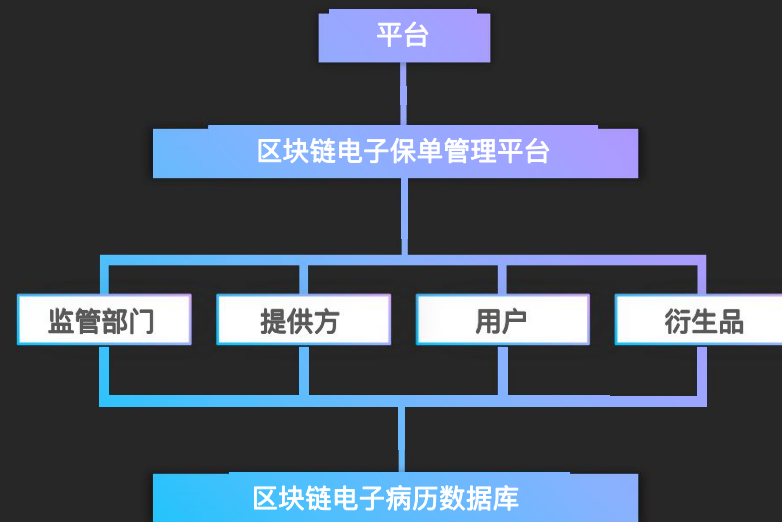 平台
区块链电子保单管理平台
监管部门
提供方
用户
衍生品
区块链电子病历数据库